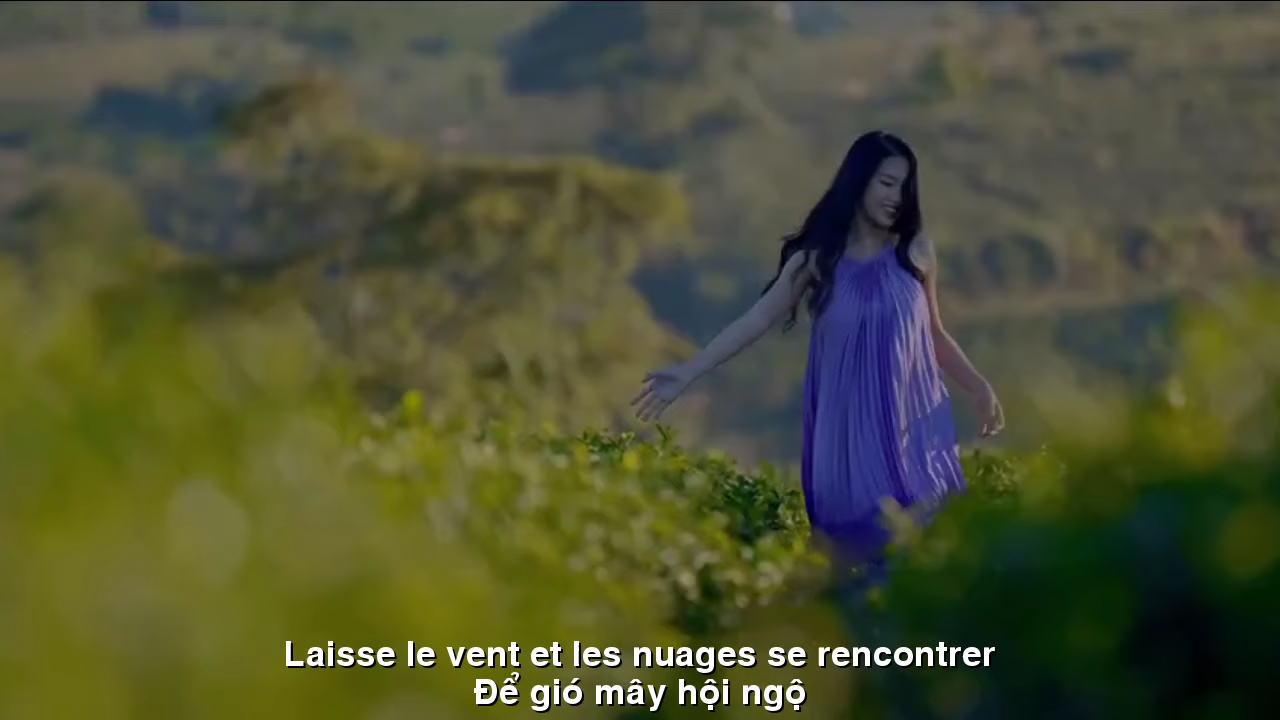 Laisse le vent et les nuages se rencontrer
Để gió mây hội ngộ